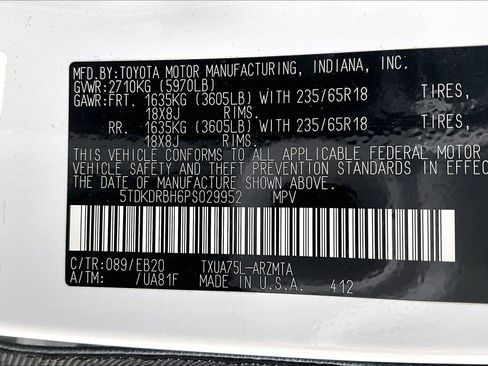 MFD. BY: TOYOTA MOTOR MANUFACTURING, INDIANA, INC.
GVWR: 2710KG (5970LB)
GAWR: FRT. 1635KG (3605LB) WITH 235/65R18 TIRES,
18X8J RIMS.
RR. 1635KG (3605LB) WITH 235/65R18 TIRES,
18X8J RIMS.
THIS VEHICLE CONFORMS TO ALL APPLICABLE FEDERAL MOTOR
VEHICLE SAFETY AND THEFT PREVENTION STANDARDS IN EFFEC
THE DATE OF MANUFACTURE SHOWN ABOVE.
5TDKDRBH6PS029952 MPV
C/TR: 089/EB20 TXUA75L-ARZMTA
A/TM: /UA81F MADE IN U.S.A. 412